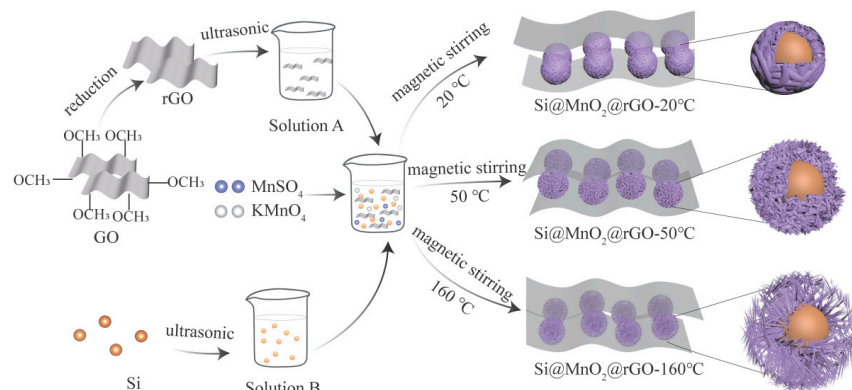 reduction
rGO
ultrasonic
Solution A
OCH₃
OCH₃
OCH₃
OCH₃
OCH₃
OCH₃
GO
MnSO₄
KMnO₄
Si
ultrasonic
Solution B
magnetic stirring
20 ℃
magnetic stirring
50 ℃
magnetic stirring
160 ℃
Si@MnO₂@rGO-20℃
Si@MnO₂@rGO-50℃
Si@MnO₂@rGO-160℃